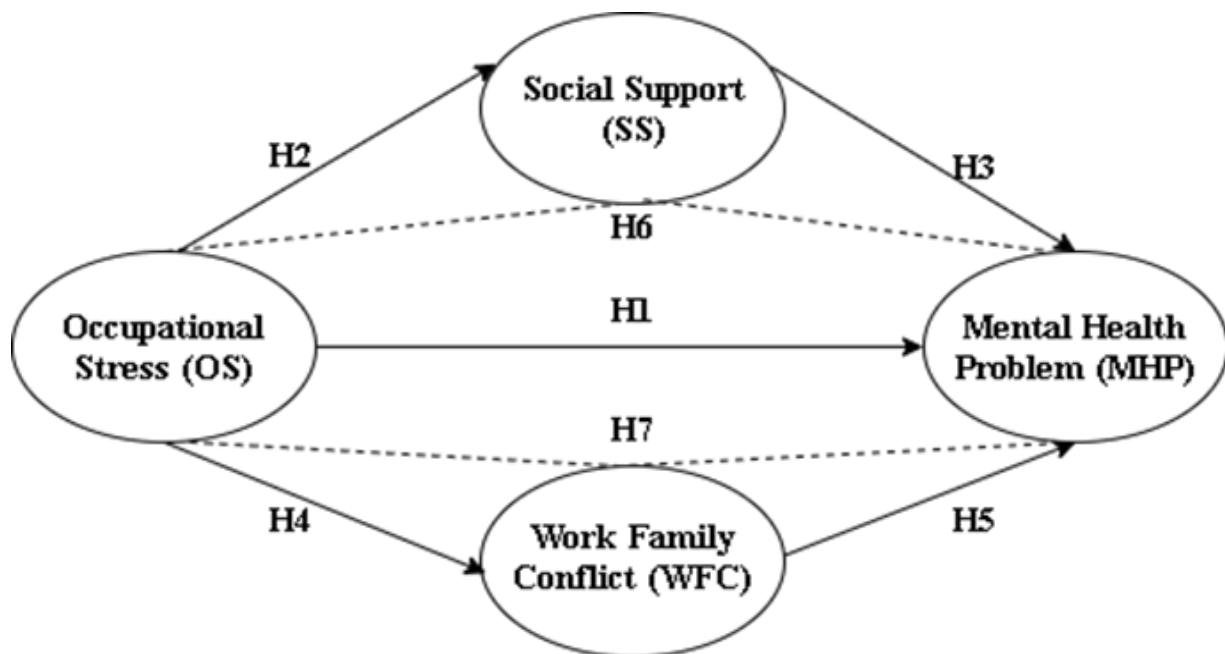 Social Support
(SS)
H2
H3
H6
H1
Occupational
Stress (OS)
Mental Health
Problem (MHP)
H7
H4
H5
Work Family
Conflict (WFC)